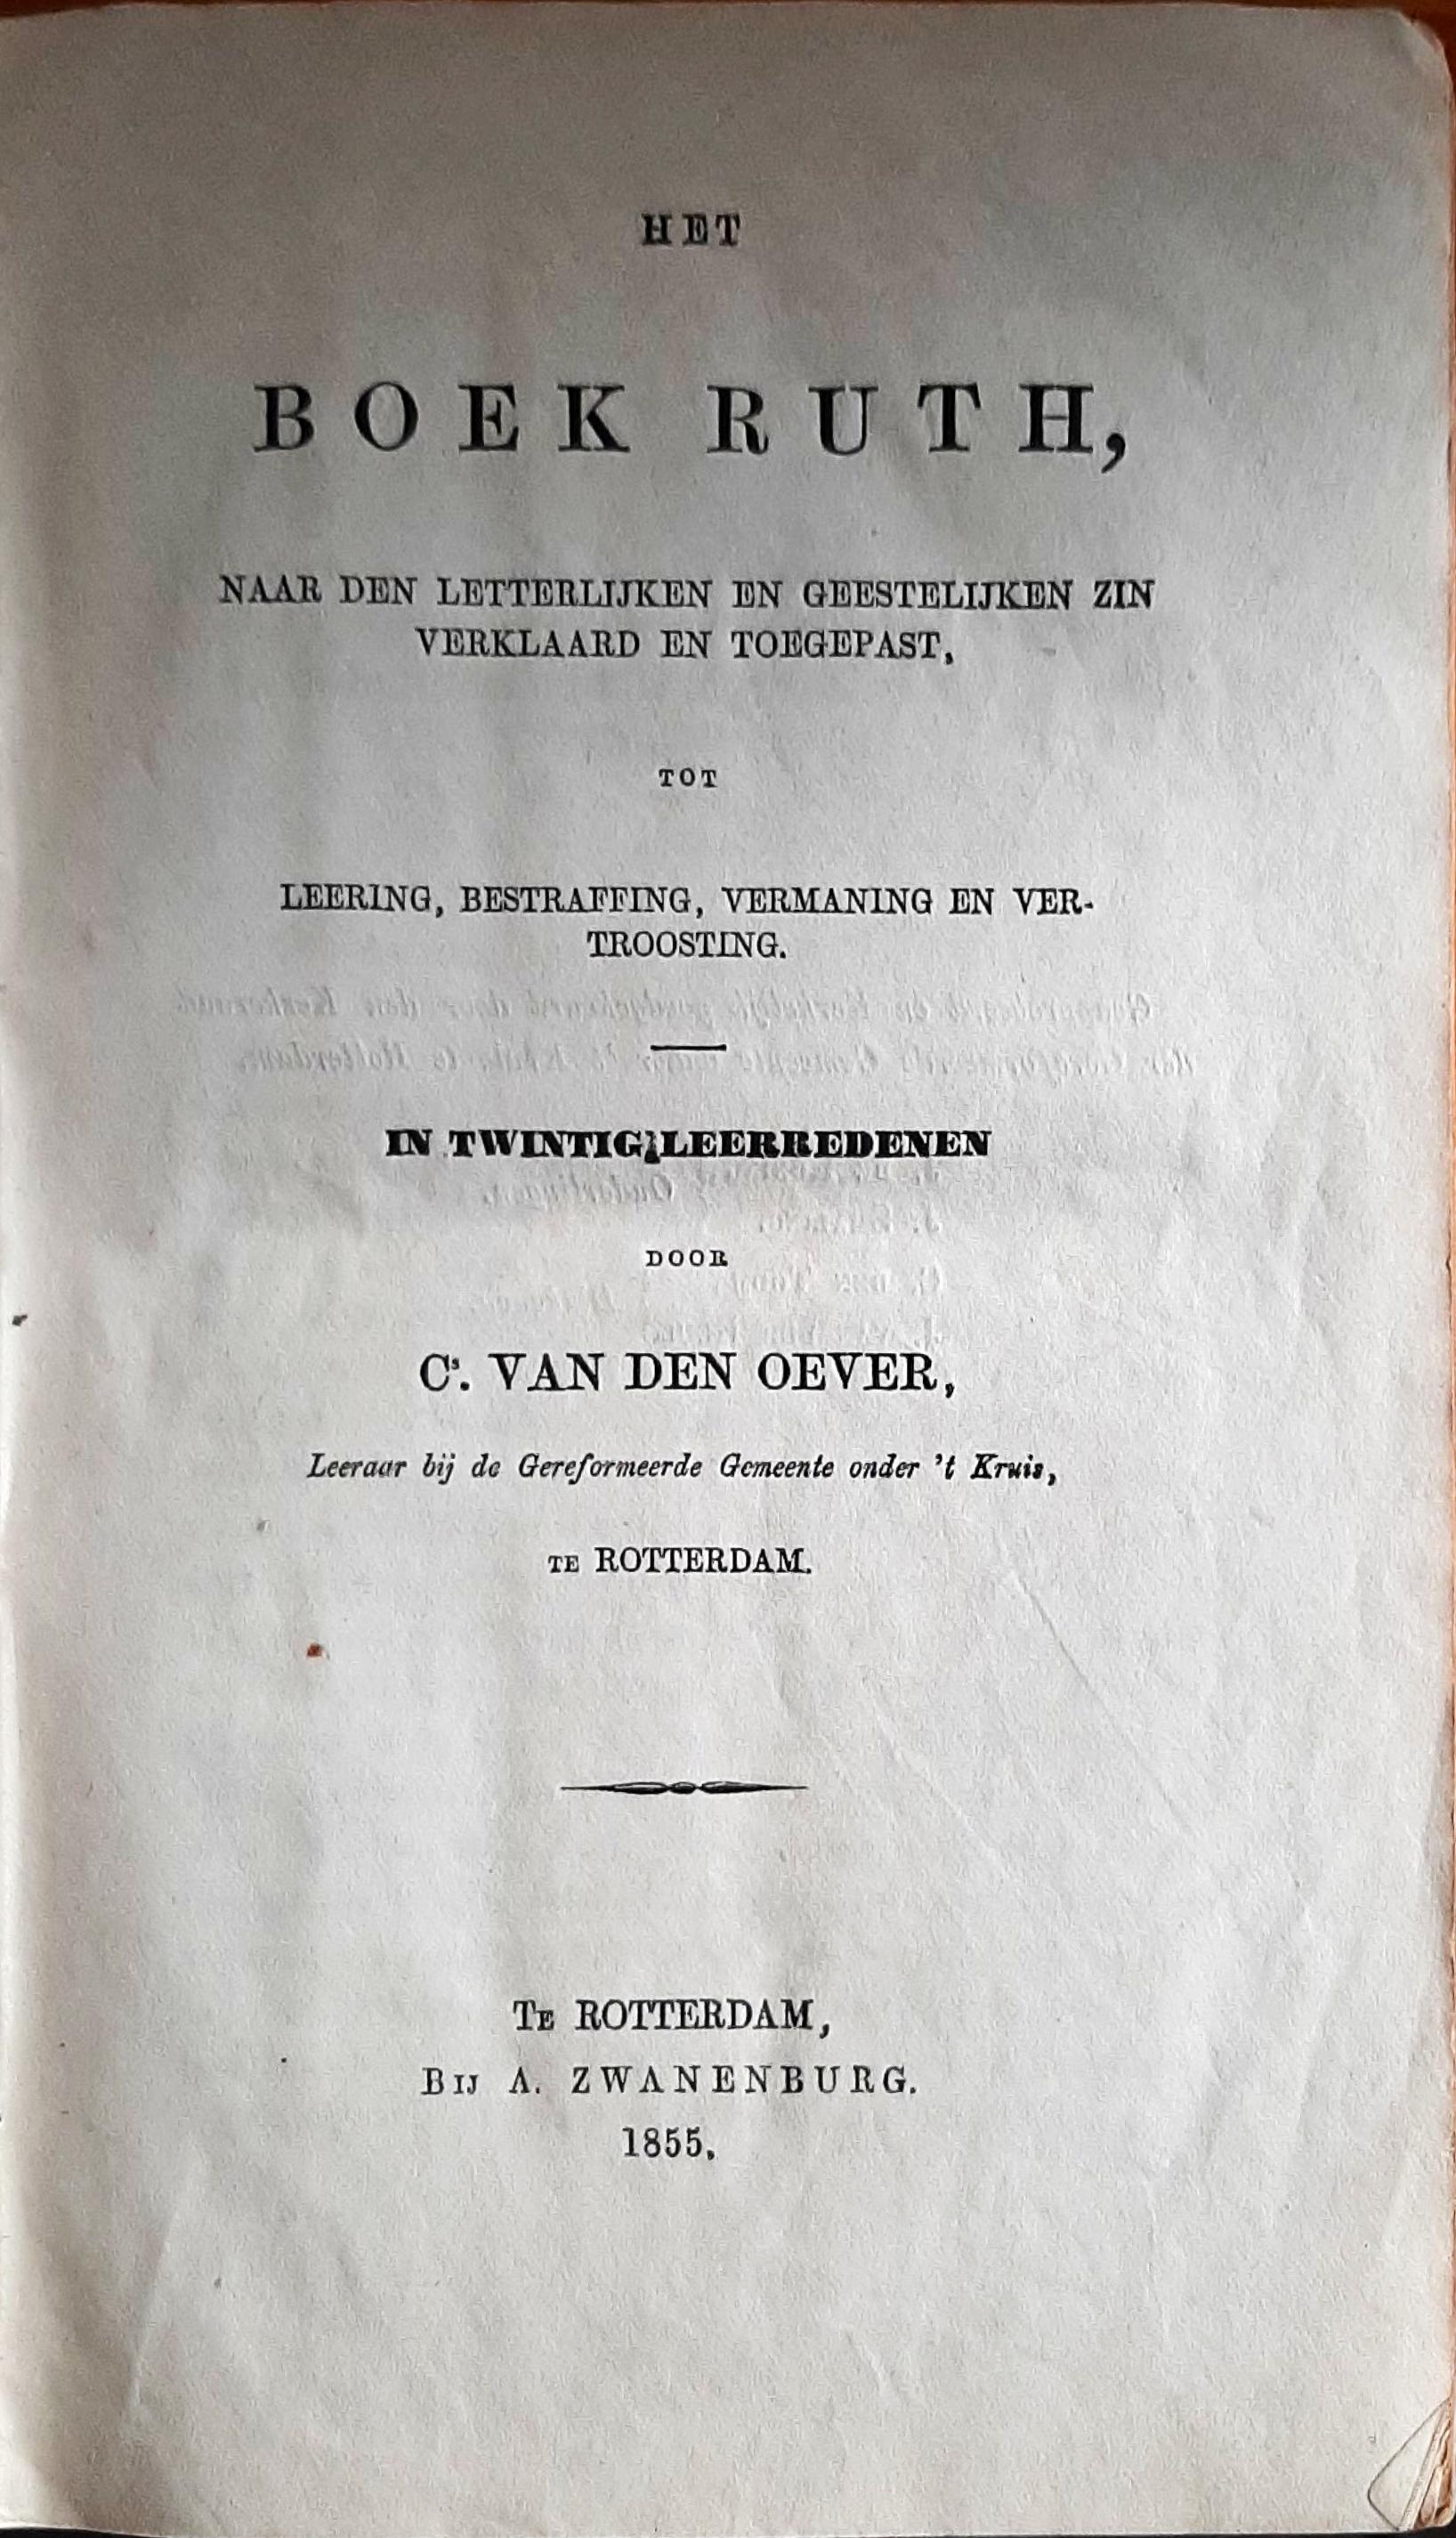 HET
BOEK RUTH,
NAAR DEN LETTERLIJKEN EN GEESTELIJKEN ZIN
VERKLAARD EN TOEGEPAST,
TOT
LEERING, BESTRAFFING, VERMANING EN VER-
TROOSTING.
IN TWINTIG LEERREDENEN
DOOR
Cs. VAN DEN OEVER,
Leeraar bij de Gereformeerde Gemeente onder 't Kruis,
TE ROTTERDAM.
TE ROTTERDAM,
BIJ A. ZWANENBURG.
1855.